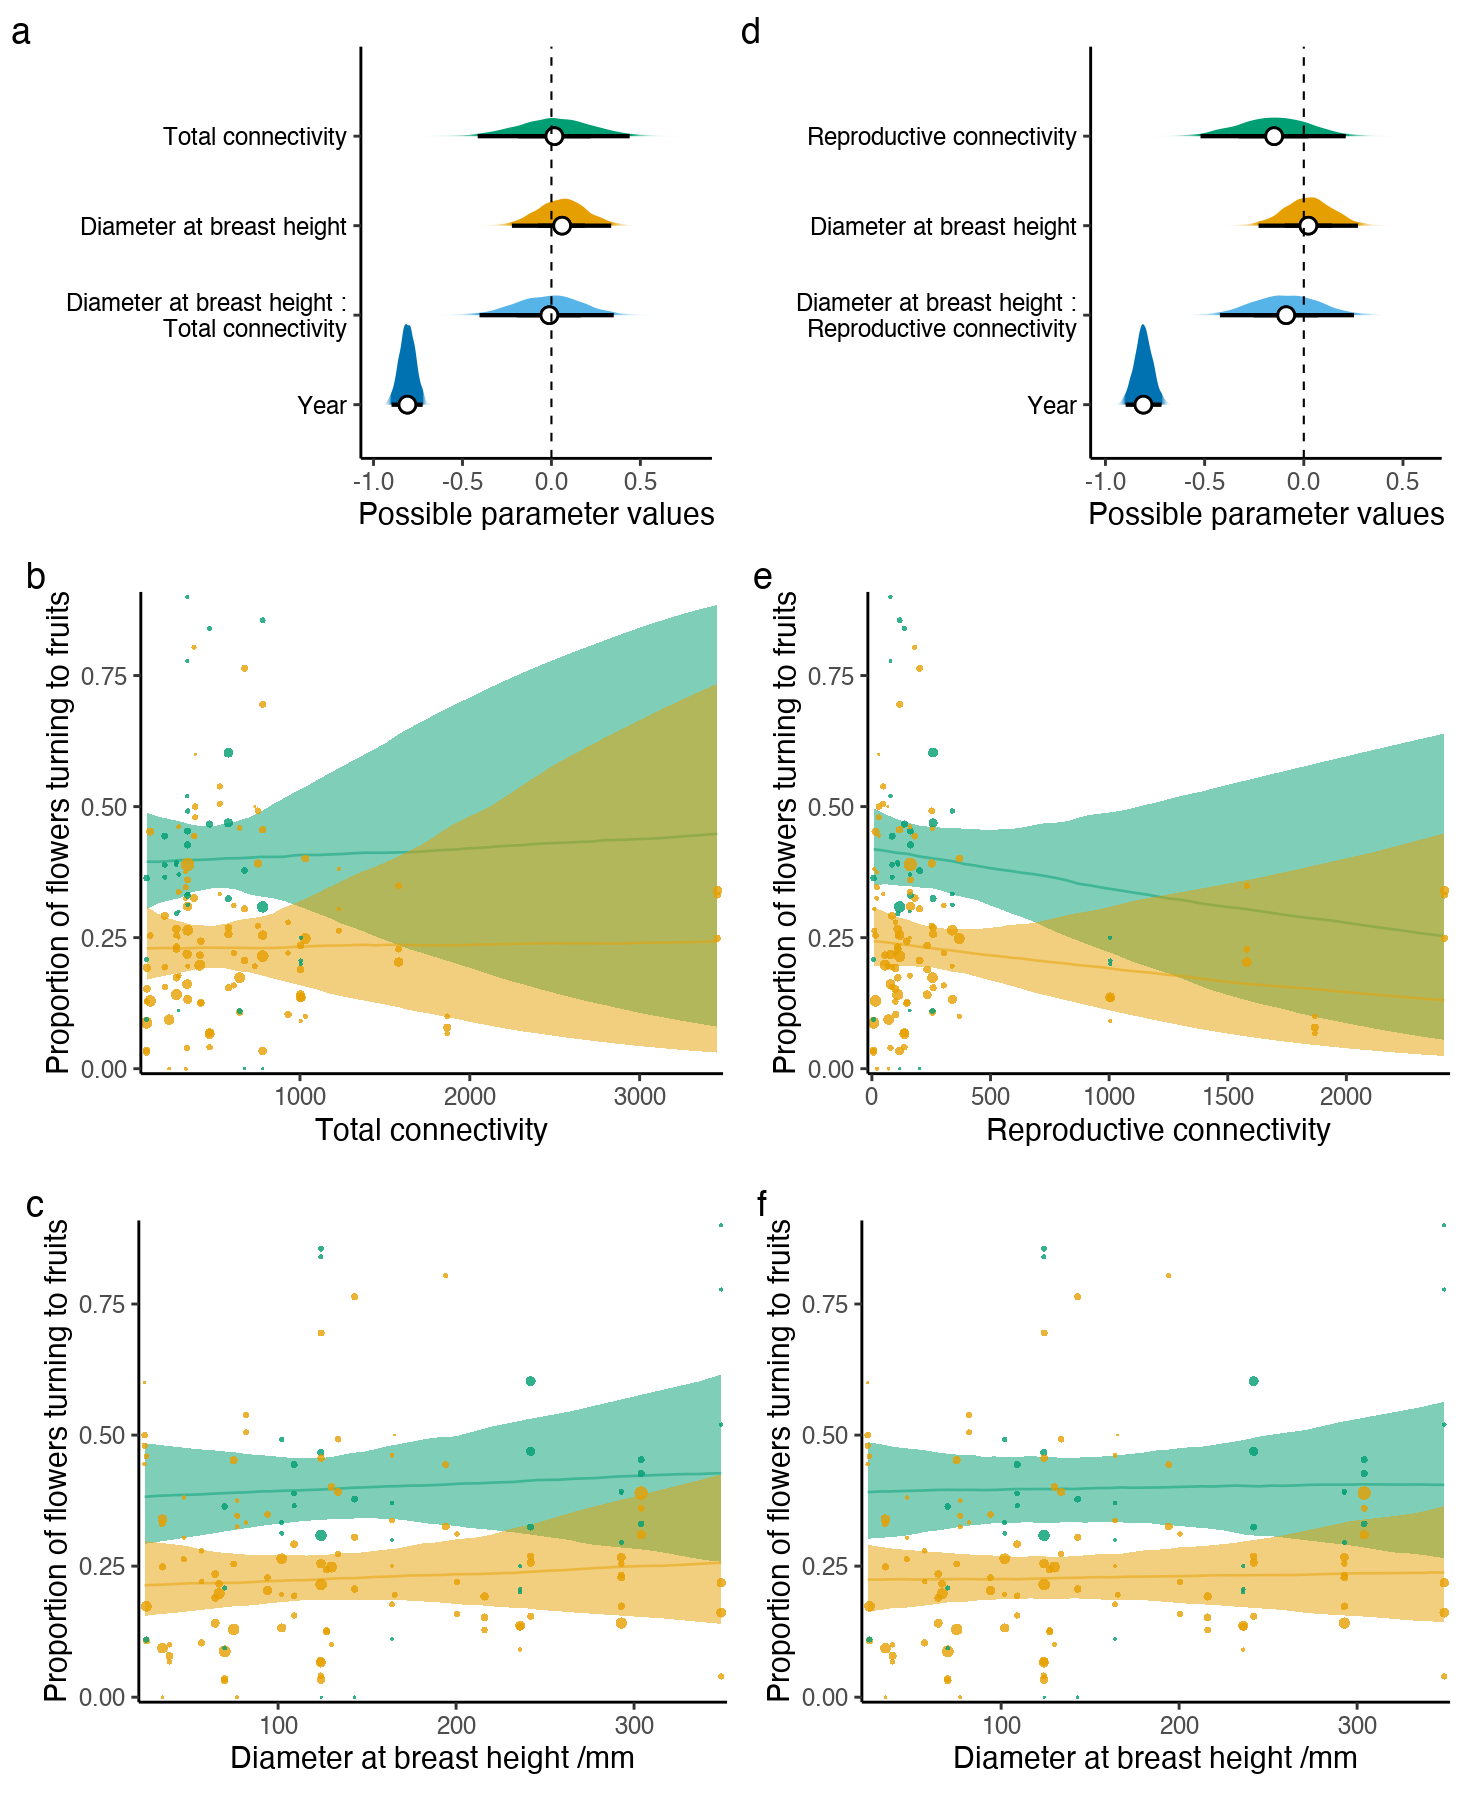 a
Total connectivity
Diameter at breast height
Diameter at breast height :
Total connectivity
Year
-1.0 -0.5 0.0 0.5
Possible parameter values
d
Reproductive connectivity
Diameter at breast height
Diameter at breast height :
Reproductive connectivity
Year
-1.0 -0.5 0.0 0.5
Possible parameter values
b
Proportion of flowers turning to fruits
0.75
0.50
0.25
0.00
1000 2000 3000
Total connectivity
e
Proportion of flowers turning to fruits
0.75
0.50
0.25
0.00
0 500 1000 1500 2000
Reproductive connectivity
c
Proportion of flowers turning to fruits
0.75
0.50
0.25
0.00
100 200 300
Diameter at breast height /mm
f
Proportion of flowers turning to fruits
0.75
0.50
0.25
0.00
100 200 300
Diameter at breast height /mm